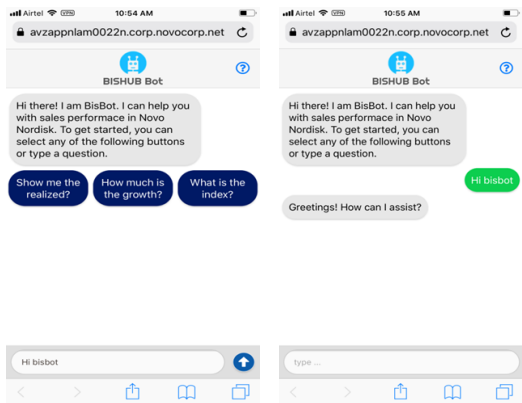 Airtel VPN 10:54 AM
avzappnlam0022n.corp.novocorp.net
BISHUB Bot
?
Hi there! I am BisBot. I can help you
with sales performace in Novo
Nordisk. To get started, you can
select any of the following buttons
or type a question.
Show me the
realized?
How much is
the growth?
What is the
index?
Hi bisbot
Airtel VPN 10:55 AM
avzappnlam0022n.corp.novocorp.net
BISHUB Bot
?
Hi there! I am BisBot. I can help you
with sales performace in Novo
Nordisk. To get started, you can
select any of the following buttons
or type a question.
Hi bisbot
Greetings! How can I assist?
type ...